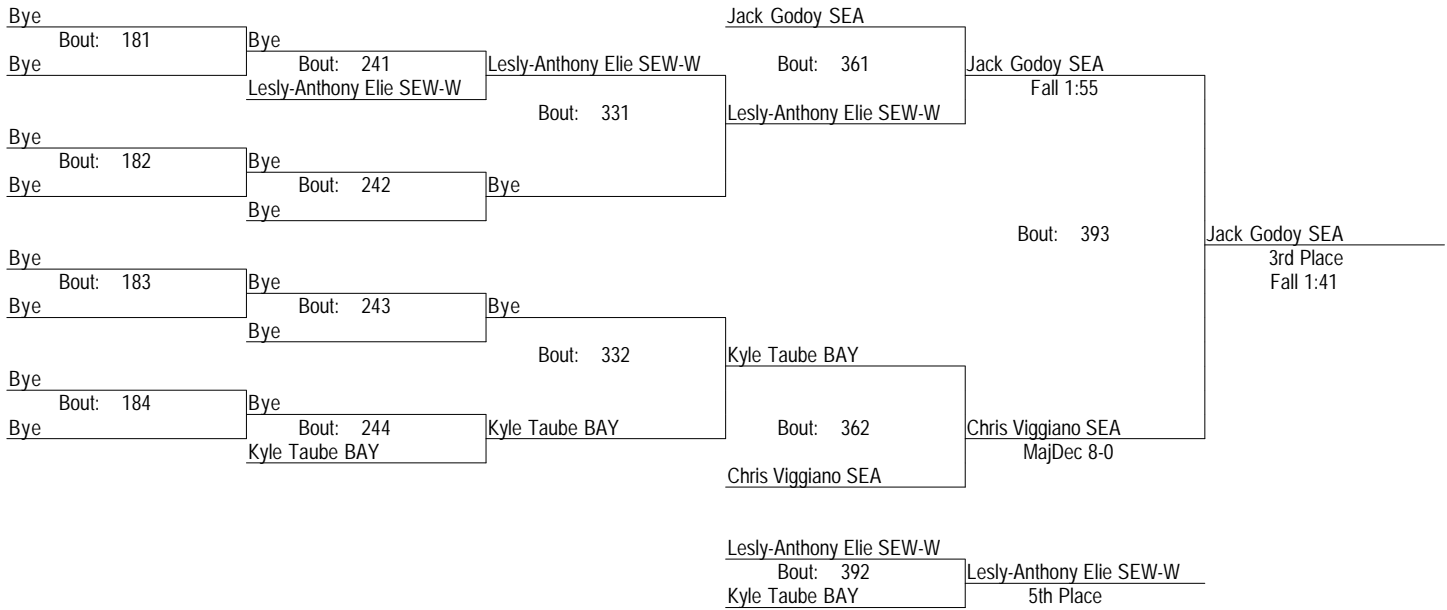 Bye
Jack Godoy SEA
Bout: 181
Bye
Bye
Bout: 241
Lesly-Anthony Elie SEW-W
Bout: 361
Jack Godoy SEA
Lesly-Anthony Elie SEW-W
Fall 1:55
Bout: 331
Lesly-Anthony Elie SEW-W
Bye
Bout: 182
Bye
Bye
Bout: 242
Bye
Bye
Bout: 393
Jack Godoy SEA
Bye
3rd Place
Bout: 183
Bye
Fall 1:41
Bye
Bout: 243
Bye
Bye
Bout: 332
Kyle Taube BAY
Bye
Bout: 184
Bye
Bye
Bout: 244
Kyle Taube BAY
Bout: 362
Chris Viggiano SEA
Kyle Taube BAY
MajDec 8-0
Chris Viggiano SEA
Lesly-Anthony Elie SEW-W
Bout: 392
Lesly-Anthony Elie SEW-W
Kyle Taube BAY
5th Place